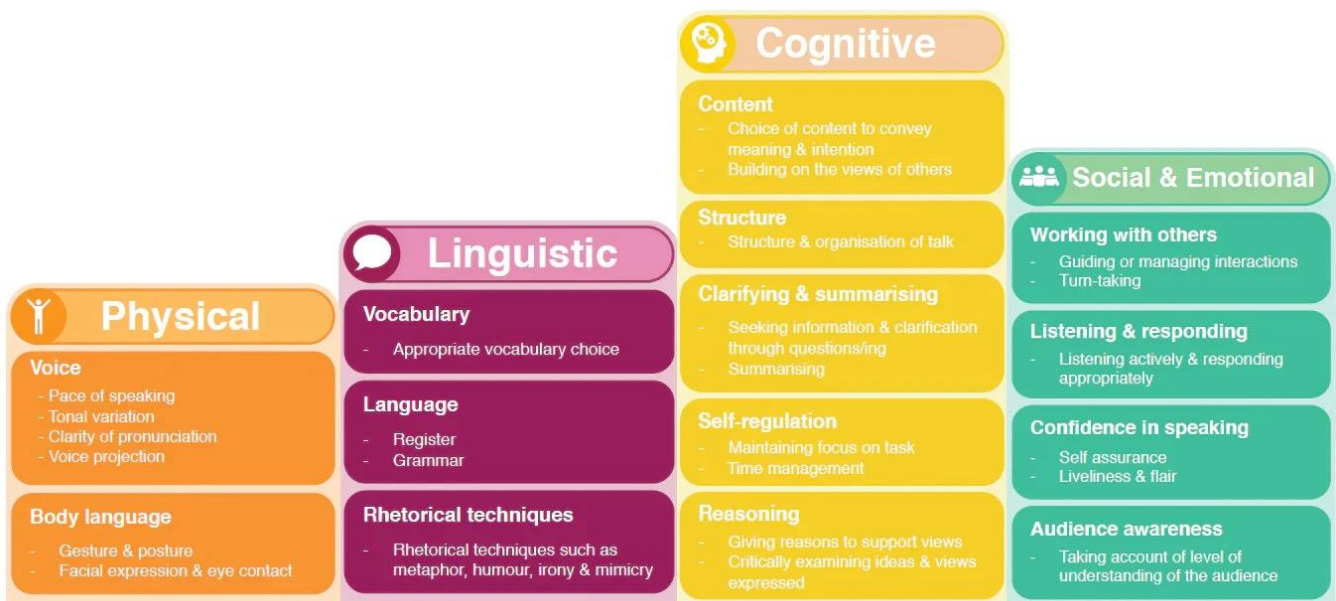 Physical
Voice
- Pace of speaking
- Tonal variation
- Clarity of pronunciation
- Voice projection
Body language
- Gesture & posture
- Facial expression & eye contact
Linguistic
Vocabulary
- Appropriate vocabulary choice
Language
- Register
- Grammar
Rhetorical techniques
- Rhetorical techniques such as
metaphor, humour, irony & mimicry
Cognitive
Content
- Choice of content to convey
meaning & intention
- Building on the views of others
Structure
- Structure & organisation of talk
Clarifying & summarising
- Seeking information & clarification
through questions/ing
- Summarising
Self-regulation
- Maintaining focus on task
- Time management
Reasoning
- Giving reasons to support views
- Critically examining ideas & views
expressed
Social & Emotional
Working with others
- Guiding or managing interactions
- Turn-taking
Listening & responding
- Listening actively & responding
appropriately
Confidence in speaking
- Self assurance
- Liveliness & flair
Audience awareness
- Taking account of level of
understanding of the audience